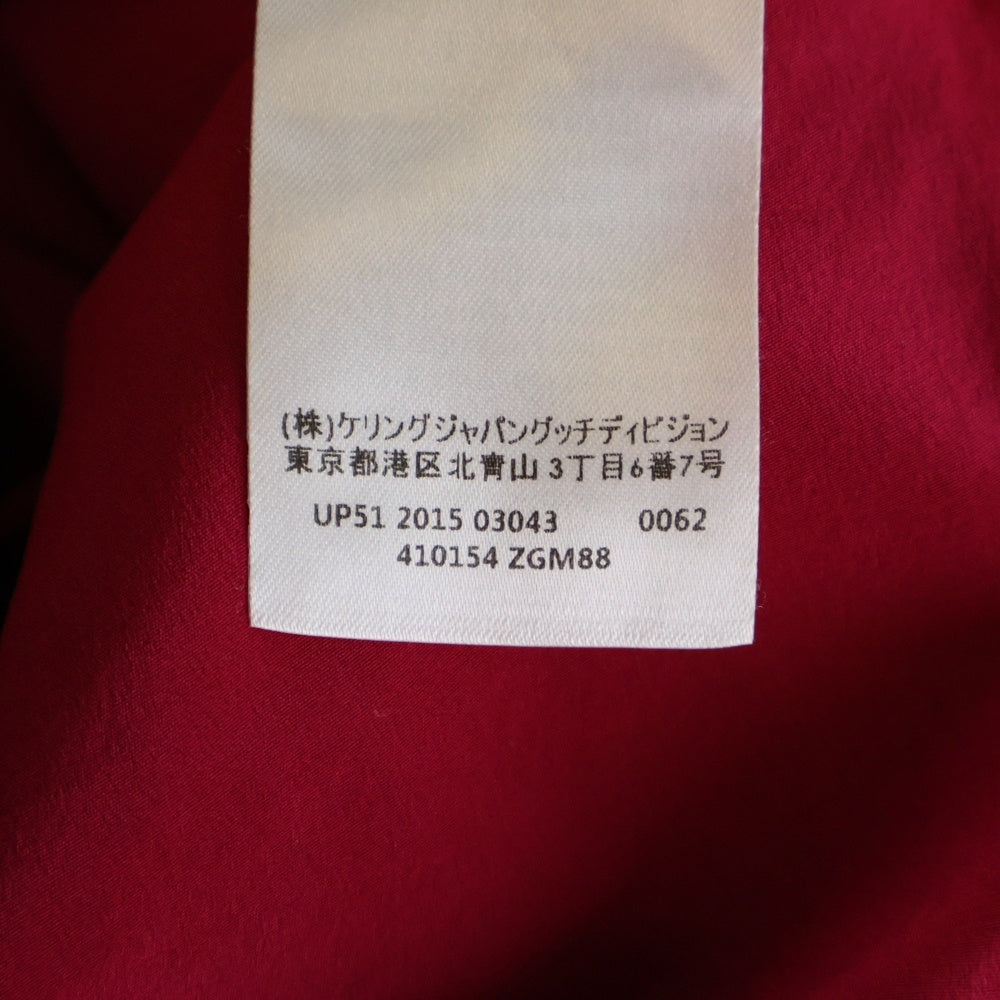 (株)ケリングジャパングッチディビジョン
東京都港区北青山3丁目6番7号
UP51 2015 03043 0062
410154 ZGM88